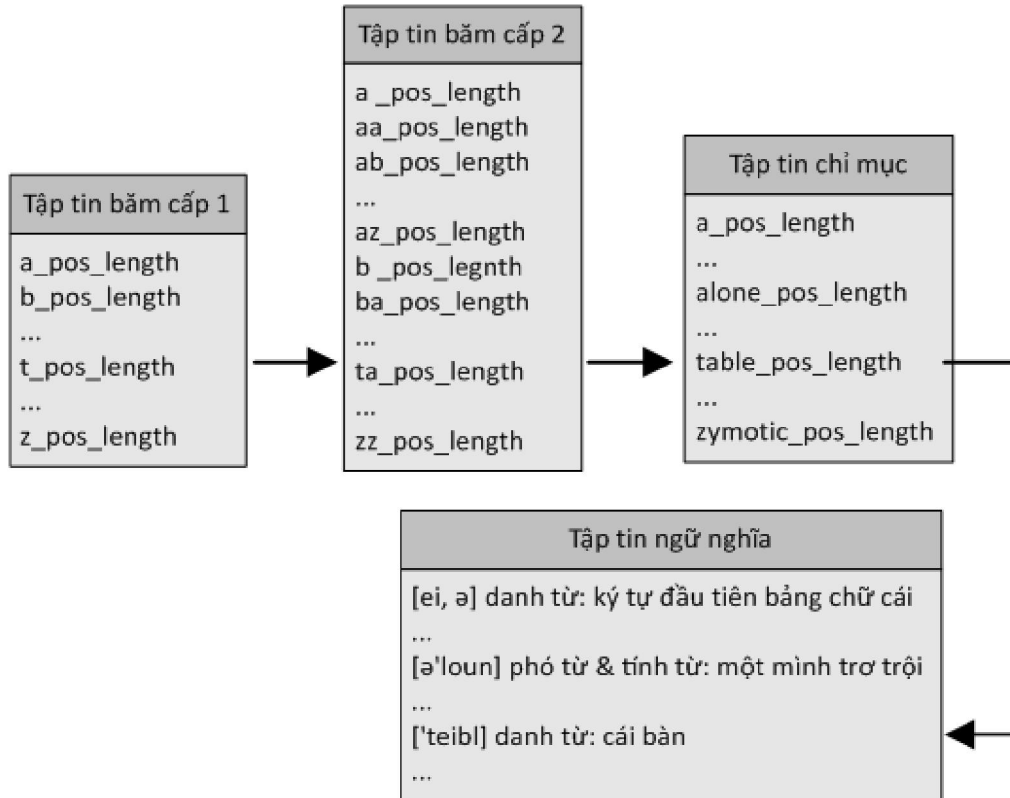 Tập tin băm cấp 1
a_pos_length
b_pos_length
...
t_pos_length
...
z_pos_length
Tập tin băm cấp 2
a _pos_length
aa_pos_length
ab_pos_length
...
az_pos_length
b _pos_legnth
ba_pos_length
...
ta_pos_length
...
zz_pos_length
Tập tin chỉ mục
a_pos_length
...
alone_pos_length
...
table_pos_length
...
zymotic_pos_length
Tập tin ngữ nghĩa
[ei, ə] danh từ: ký tự đầu tiên bảng chữ cái
...
[ə'loun] phó từ & tính từ: một mình trơ trội
...
['teibl] danh từ: cái bàn
...